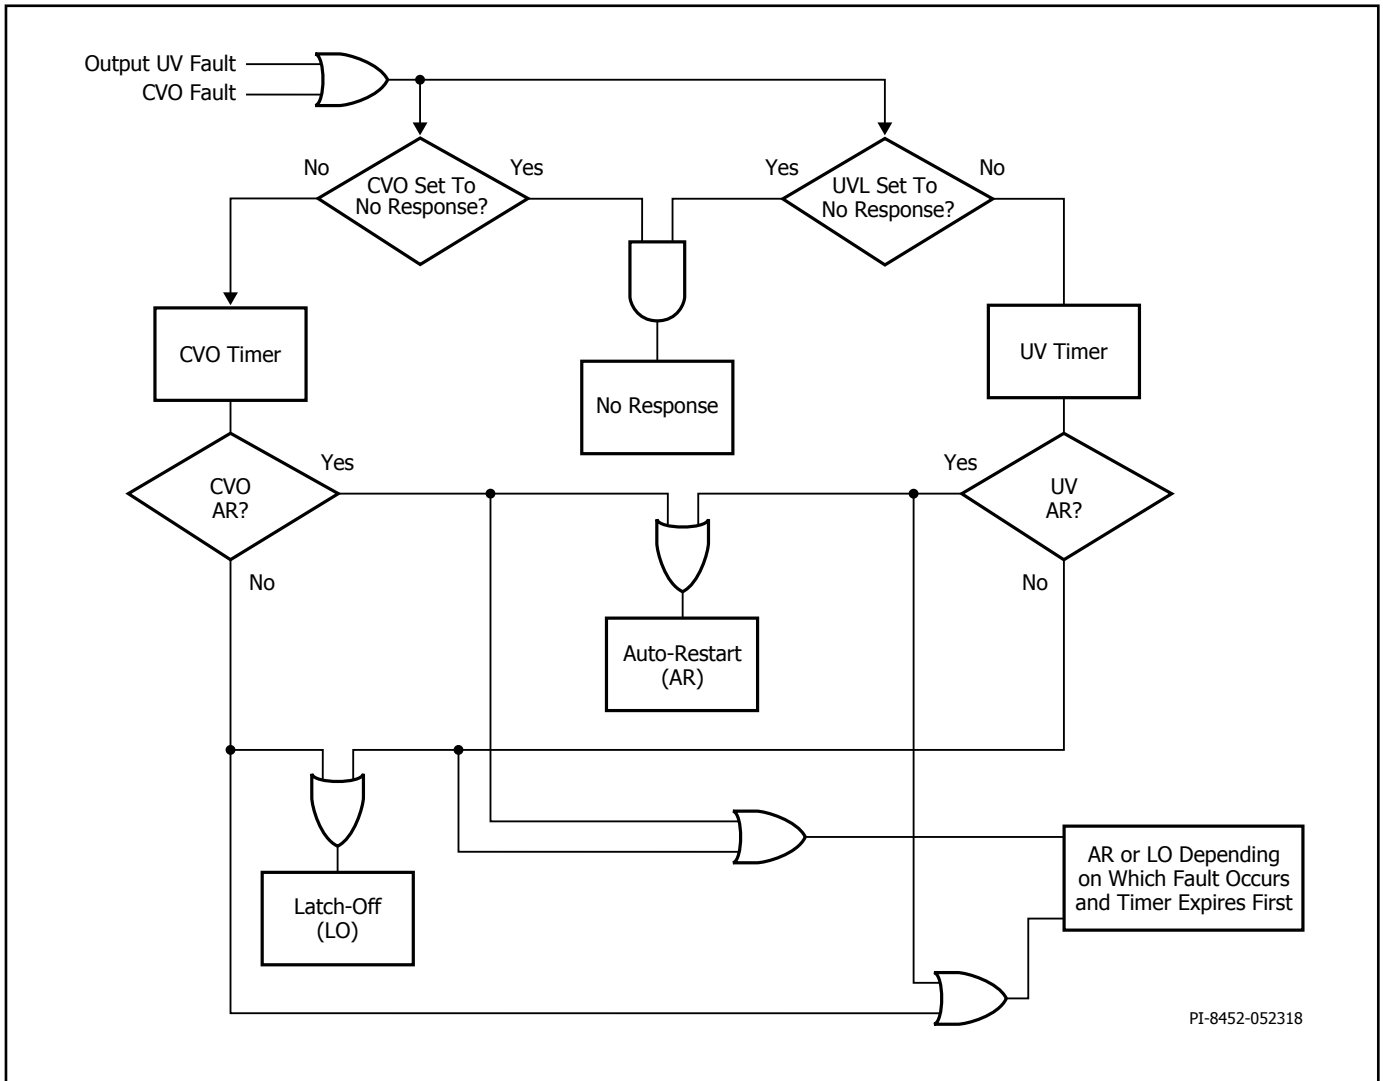 Output UV Fault
CVO Fault
No
Yes
Yes
No
CVO Set To
No Response?
UVL Set To
No Response?
CVO Timer
UV Timer
No Response
CVO
AR?
Yes
Yes
UV
AR?
No
No
Auto-Restart
(AR)
Latch-Off
(LO)
AR or LO Depending
on Which Fault Occurs
and Timer Expires First
PI-8452-052318